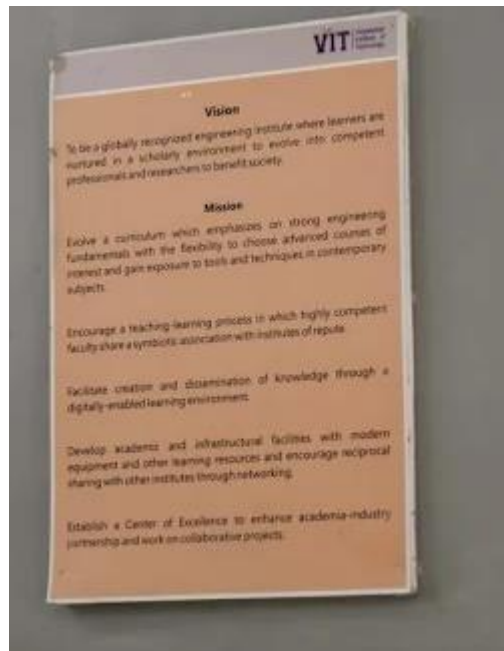 VIT
Institute of
Technology
Vision
To be a globally recognized engineering institute where learners are
nurtured in a scholarly environment to evolve into competent
professionals and researchers to benefit society.
Mission
Evolve a curriculum which emphasizes on strong engineering
fundamentals with the flexibility to choose advanced courses of
interest and gain exposure to tools and techniques in contemporary
subjects.
Encourage a teaching-learning process in which highly competent
faculty share a symbiotic association with institutes of repute.
Facilitate creation and dissemination of knowledge through a
digitally-enabled learning environment.
Develop academic and infrastructural facilities with modern
equipment and other learning resources and encourage reciprocal
sharing with other institutes through networking.
Establish a Center of Excellence to enhance academia-industry
partnership and work on collaborative projects.